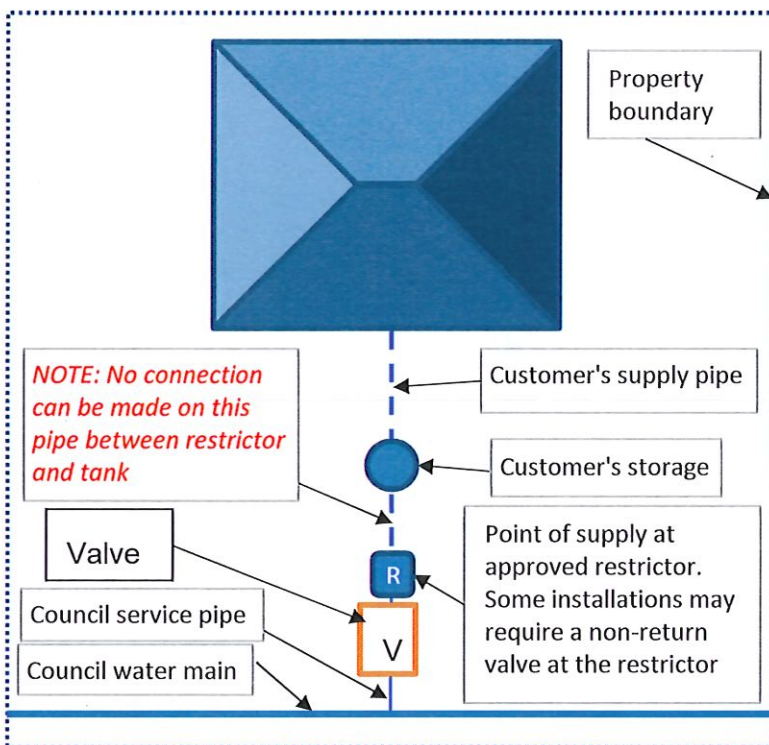 Property
boundary
NOTE: No connection
can be made on this
pipe between restrictor
and tank
Customer's supply pipe
Customer's storage
Valve
R
Point of supply at
approved restrictor.
Some installations may
require a non-return
valve at the restrictor
Council service pipe
V
Council water main